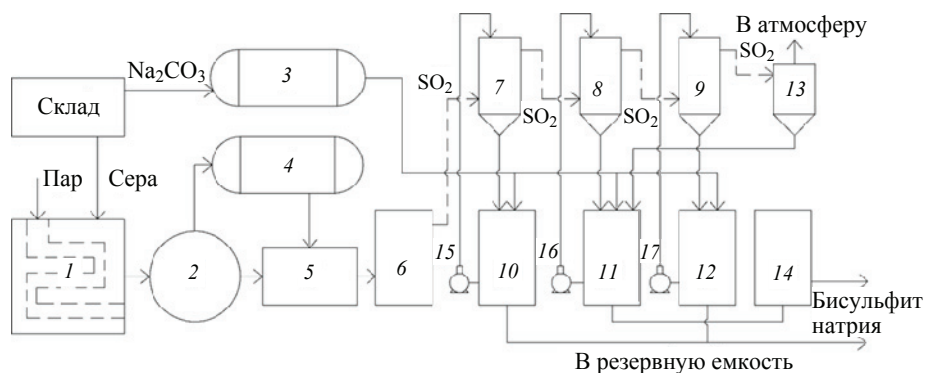 В атмосферу
SO₂
Na₂CO₃
3
SO₂
7
8
9
13
Склад
SO₂
SO₂
4
Пар
Сера
1
2
5
6
15
10
16
11
17
12
14
Бисульфит
натрия
В резервную емкость